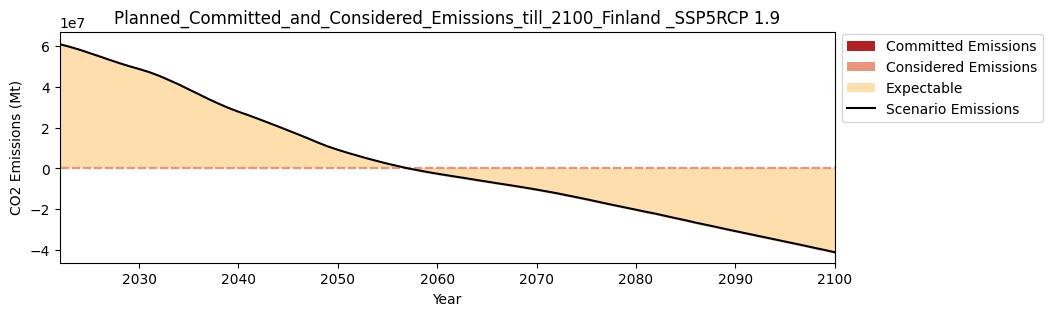 Planned_Committed_and_Considered_Emissions_till_2100_Finland _SSP5RCP 1.9
1e7
6
4
2
0
−2
−4
CO2 Emissions (Mt)
2030 2040 2050 2060 2070 2080 2090 2100
Year
Committed Emissions
Considered Emissions
Expectable
Scenario Emissions